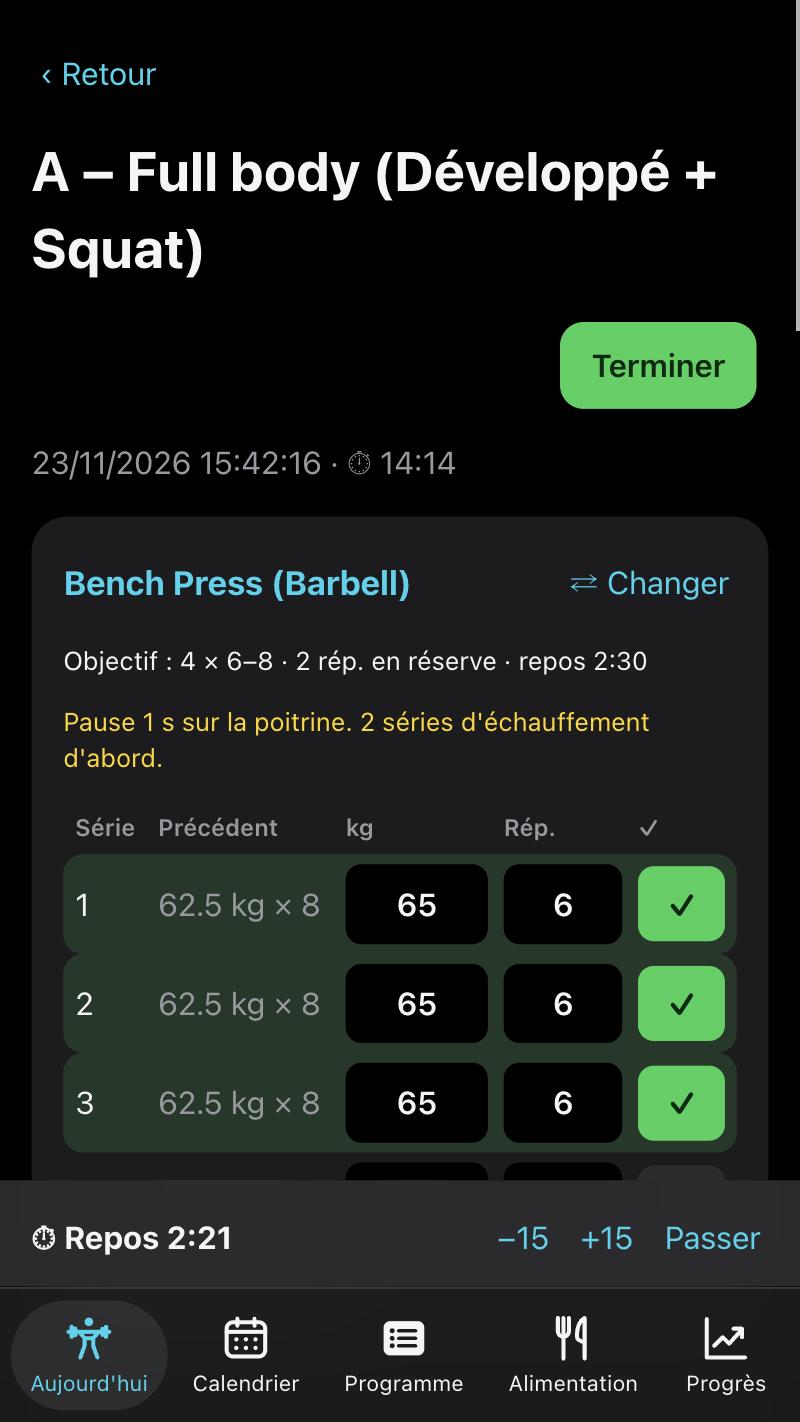 ‹ Retour
A – Full body (Développé +
Squat)
Terminer
23/11/2026 15:42:16 · ⏱ 14:14
Bench Press (Barbell) ⇄ Changer
Objectif : 4 × 6–8 · 2 rép. en réserve · repos 2:30
Pause 1 s sur la poitrine. 2 séries d'échauffement
d'abord.
Série Précédent kg Rép. ✓
1 62.5 kg × 8 65 6 ✓
2 62.5 kg × 8 65 6 ✓
3 62.5 kg × 8 65 6 ✓
⏱ Repos 2:21 –15 +15 Passer
Aujourd'hui Calendrier Programme Alimentation Progrès